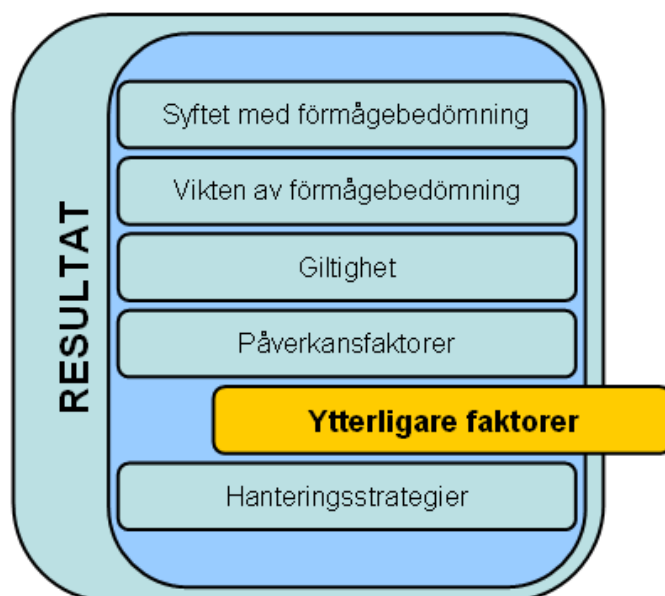 RESULTAT
Syftet med förmågebedömning
Vikten av förmågebedömning
Giltighet
Påverkansfaktorer
Ytterligare faktorer
Hanteringsstrategier